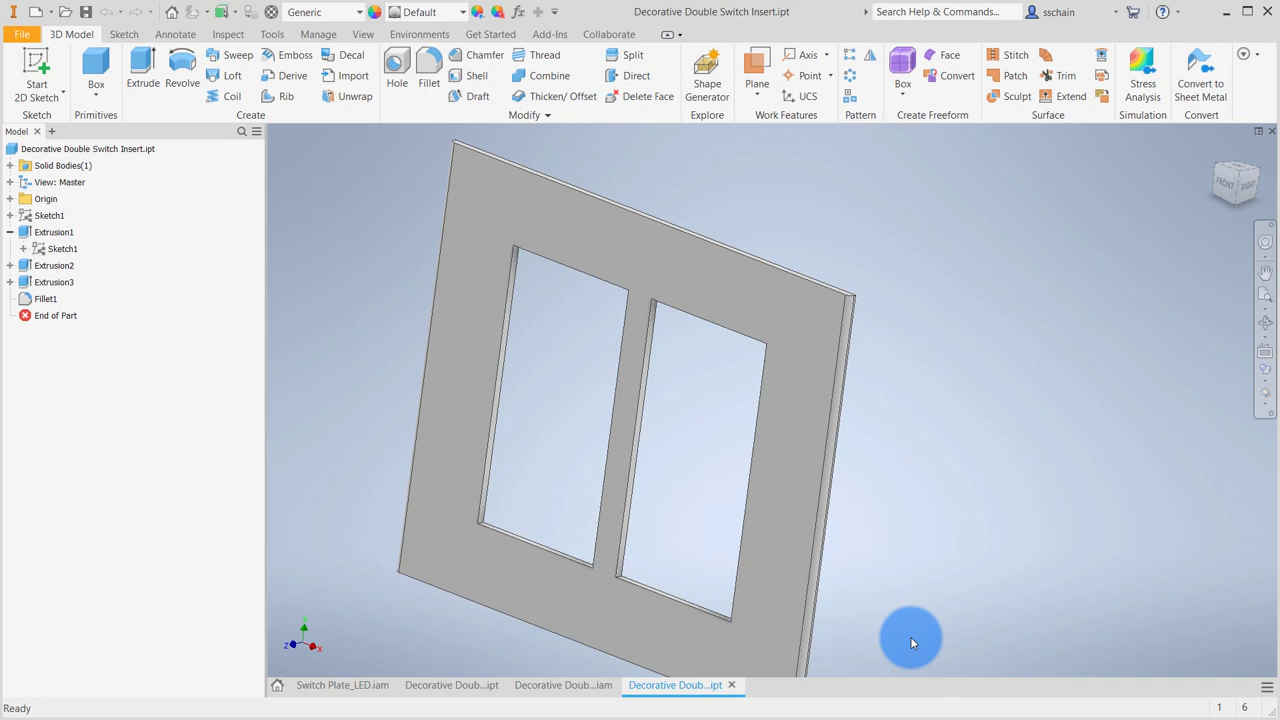 Generic
Default
fx
Decorative Double Switch Insert.ipt
Search Help & Commands...
sschain
File
3D Model
Sketch
Annotate
Inspect
Tools
Manage
View
Environments
Get Started
Add-Ins
Collaborate
Start
2D Sketch
Sketch
Box
Primitives
Extrude
Revolve
Sweep
Emboss
Decal
Loft
Derive
Import
Coil
Rib
Unwrap
Create
Hole
Fillet
Chamfer
Thread
Split
Shell
Combine
Direct
Draft
Thicken/ Offset
Delete Face
Modify
Shape
Generator
Explore
Plane
Axis
Point
UCS
Work Features
Pattern
Box
Face
Convert
Create Freeform
Stitch
Patch
Trim
Sculpt
Extend
Surface
Stress
Analysis
Simulation
Convert to
Sheet Metal
Convert
Model
Decorative Double Switch Insert.ipt
Solid Bodies(1)
View: Master
Origin
Sketch1
Extrusion1
Sketch1
Extrusion2
Extrusion3
Fillet1
End of Part
FRONT
RIGHT
Z
X
Switch Plate_LED.iam
Decorative Doub...ipt
Decorative Doub...iam
Decorative Doub...ipt
Ready
1
6